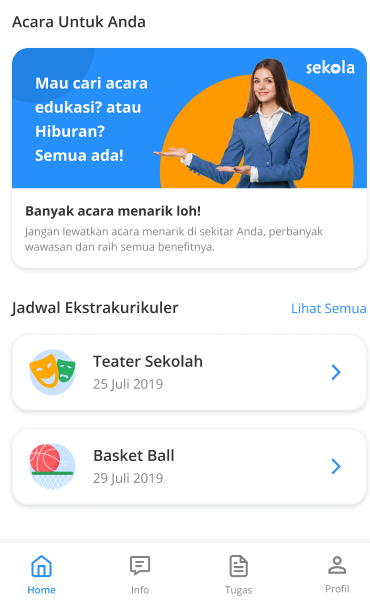 Acara Untuk Anda
sekola
Mau cari acara
edukasi? atau
Hiburan?
Semua ada!
Banyak acara menarik loh!
Jangan lewatkan acara menarik di sekitar Anda, perbanyak
wawasan dan raih semua benefitnya.
Jadwal Ekstrakurikuler
Lihat Semua
Teater Sekolah
25 Juli 2019
Basket Ball
29 Juli 2019
Home
Info
Tugas
Profil